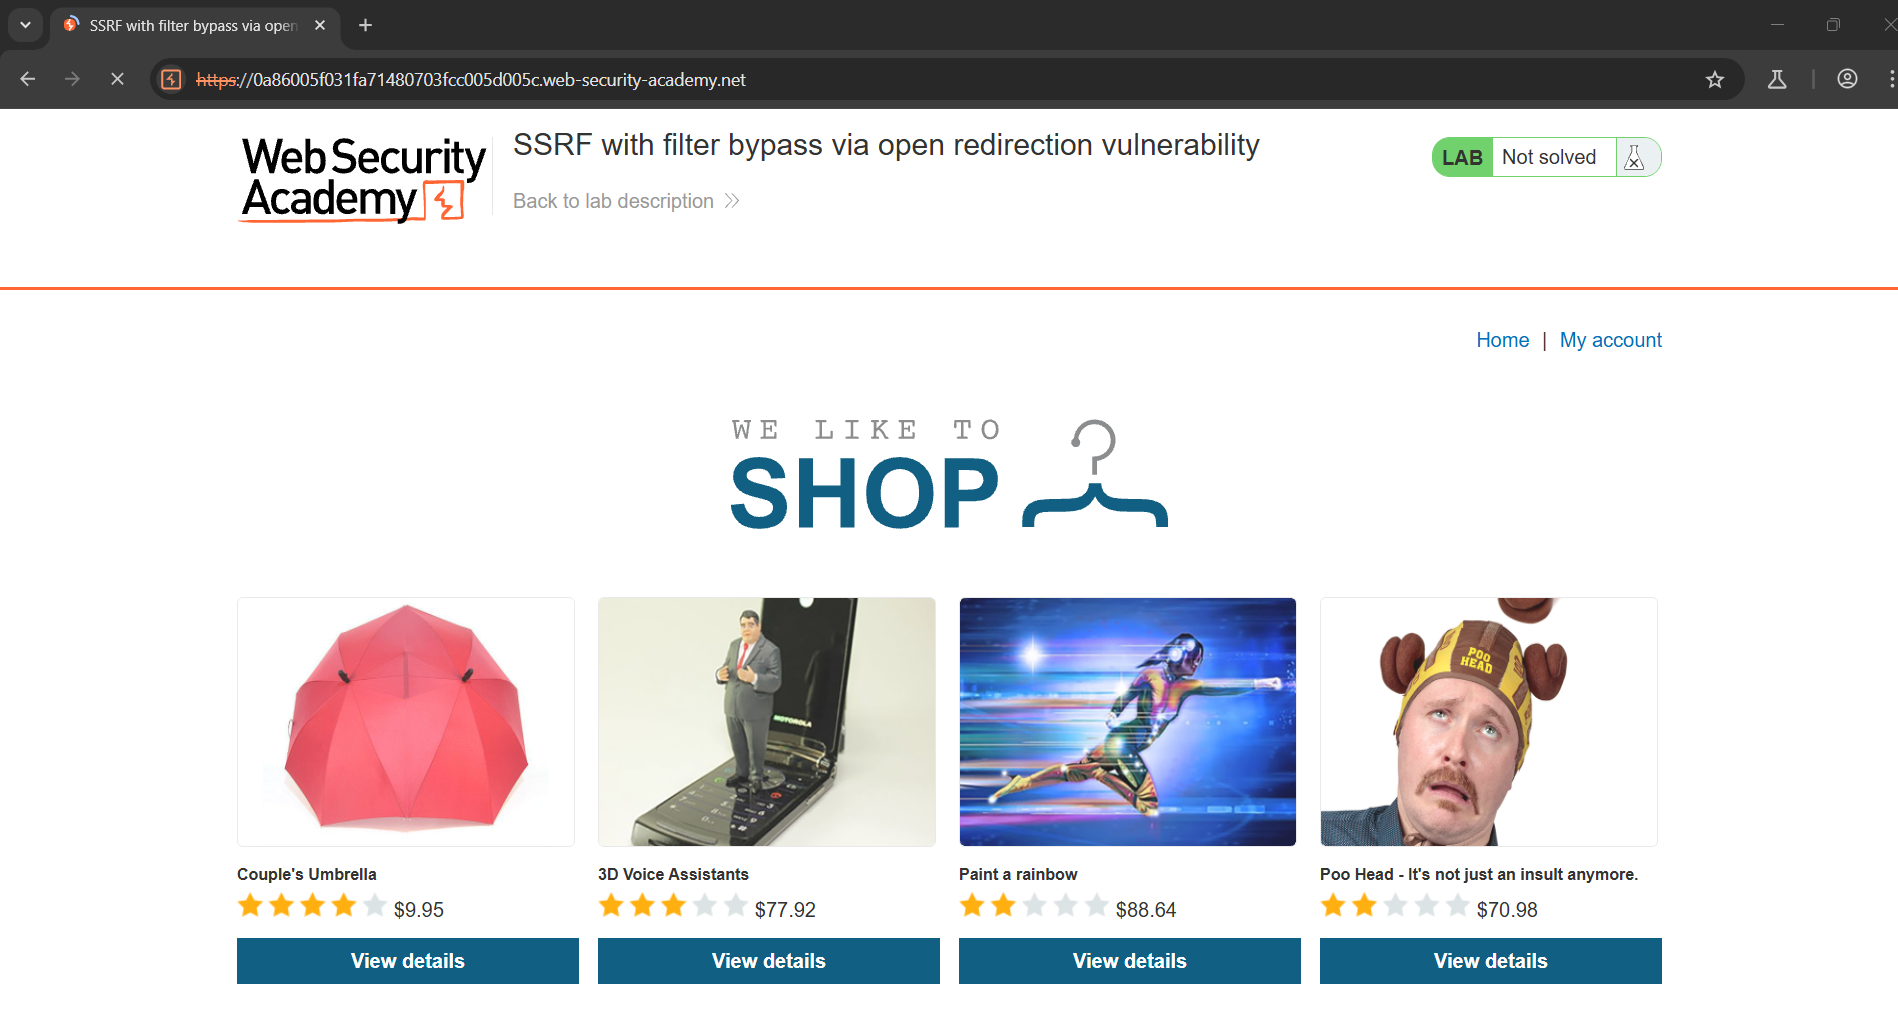 SSRF with filter bypass via open
https://0a86005f031fa71480703fcc005d005c.web-security-academy.net
Web Security
Academy
SSRF with filter bypass via open redirection vulnerability
Back to lab description
LAB Not solved
Home | My account
WE LIKE TO
SHOP
MOTOROLA
POO
HEAD
Couple's Umbrella
3D Voice Assistants
Paint a rainbow
Poo Head - It's not just an insult anymore.
$9.95
$77.92
$88.64
$70.98
View details
View details
View details
View details